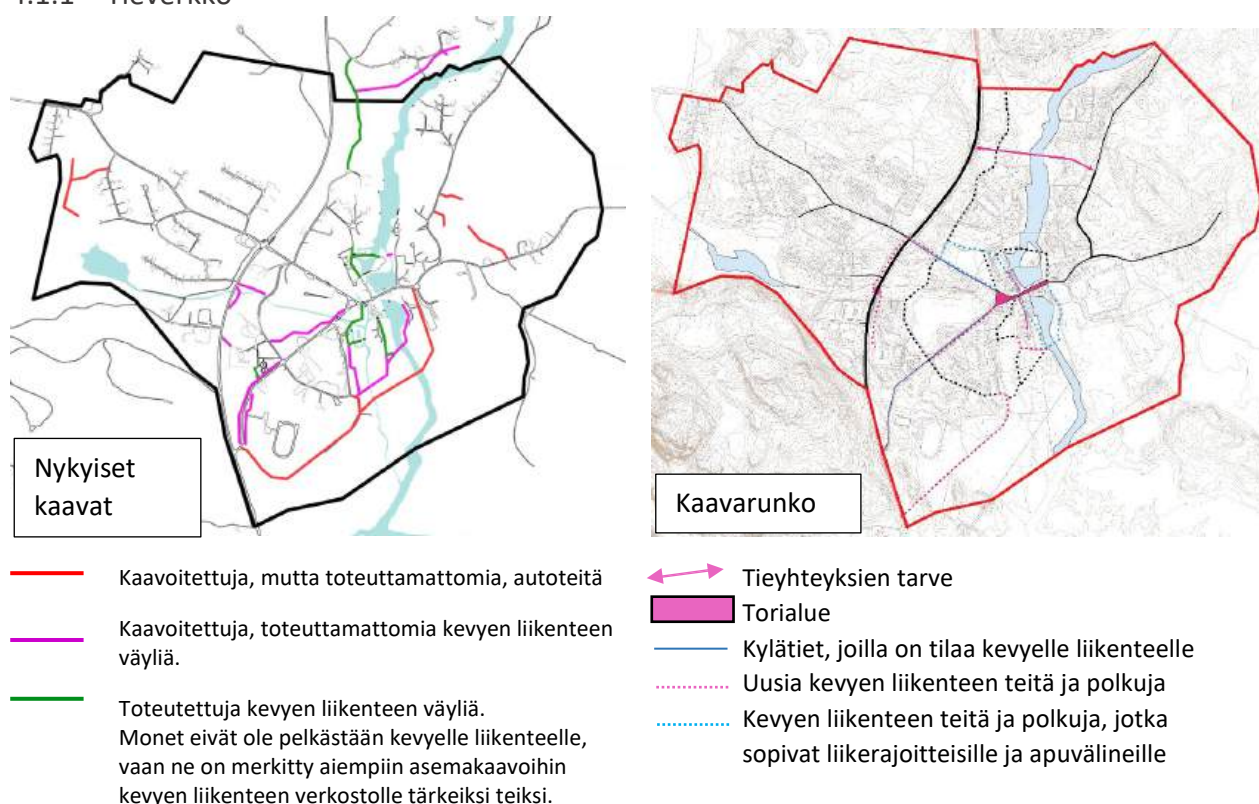 4.1.1 Tieverkko
Nykyiset
kaavat
Kaavarunko
Kaavoitettuja, mutta toteuttamattomia, autoteitä
Kaavoitettuja, toteuttamattomia kevyen liikenteen
väyliä.
Toteutettuja kevyen liikenteen väyliä.
Monet eivät ole pelkästään kevyelle liikenteelle,
vaan ne on merkitty aiempiin asemakaavoihin
kevyen liikenteen verkostolle tärkeiksi teiksi.
Tieyhteyksien tarve
Torialue
Kylätiet, joilla on tilaa kevyelle liikenteelle
Uusia kevyen liikenteen teitä ja polkuja
Kevyen liikenteen teitä ja polkuja, jotka
sopivat liikerajoitteisille ja apuvälineille